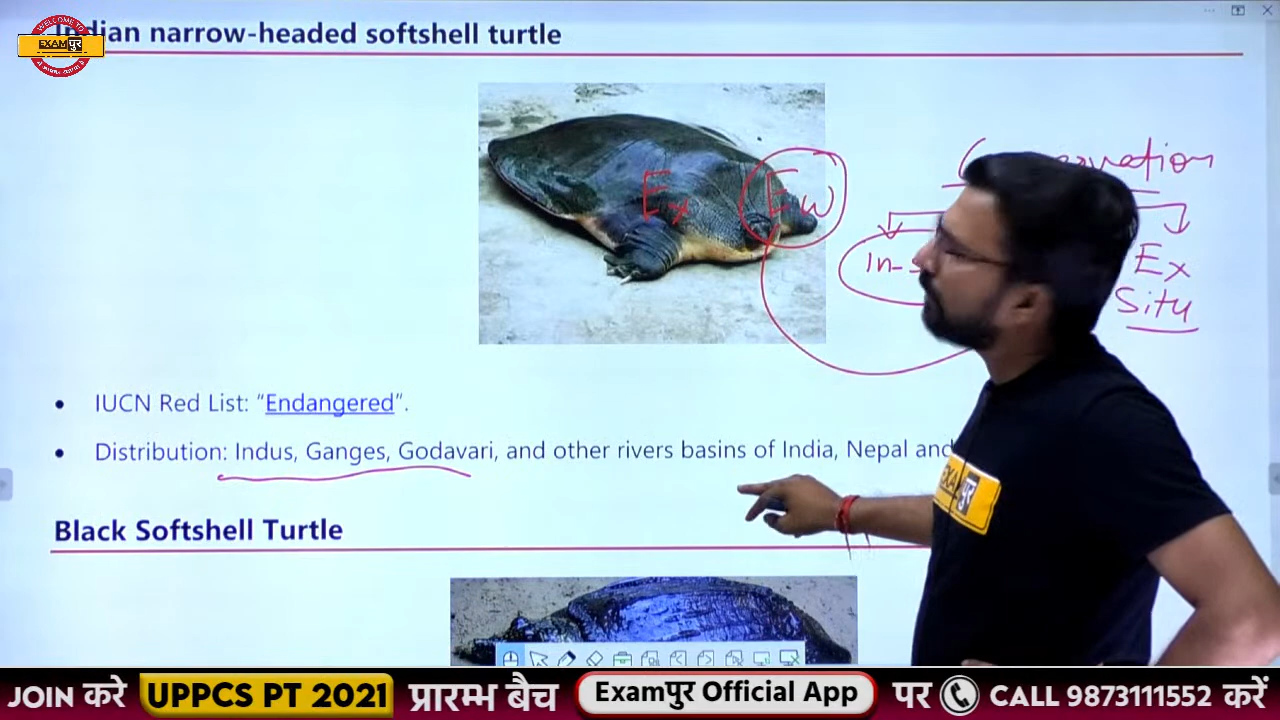 WELCOME TO
EXAMपुर
Indian narrow-headed softshell turtle
Ex
EW
In-
Ex
Situ
IUCN Red List: “Endangered”.
Distribution: Indus, Ganges, Godavari, and other rivers basins of India, Nepal and
Black Softshell Turtle
JOIN करे UPPCS PT 2021 प्रारम्भ बैच Examपुर Official App पर CALL 9873111552 करें